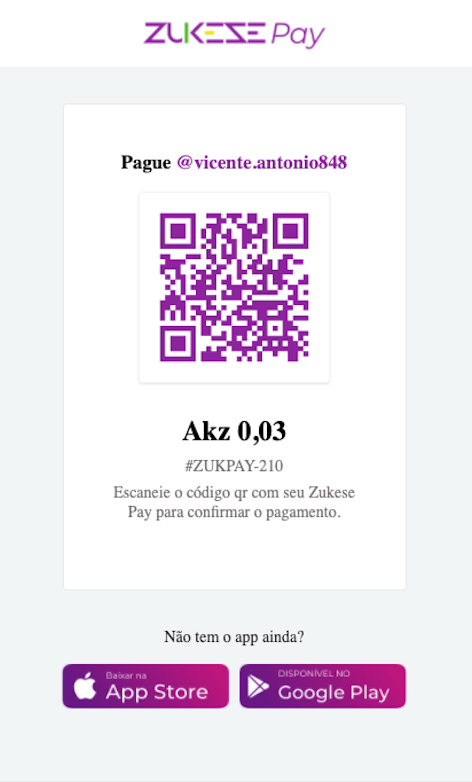 ZUKESE Pay
Pague @vicente.antonio848
Akz 0,03
#ZUKPAY-210
Escaneie o código qr com seu Zukese
Pay para confirmar o pagamento.
Não tem o app ainda?
Baixar na
App Store
DISPONÍVEL NO
Google Play